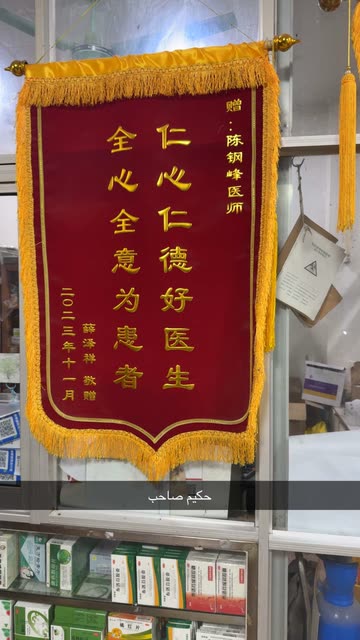 赠：陈钢峰医师
仁心仁德好医生
全心全意为患者
薛泽祥 敬赠
二〇二三年十一月
حکیم صاحب